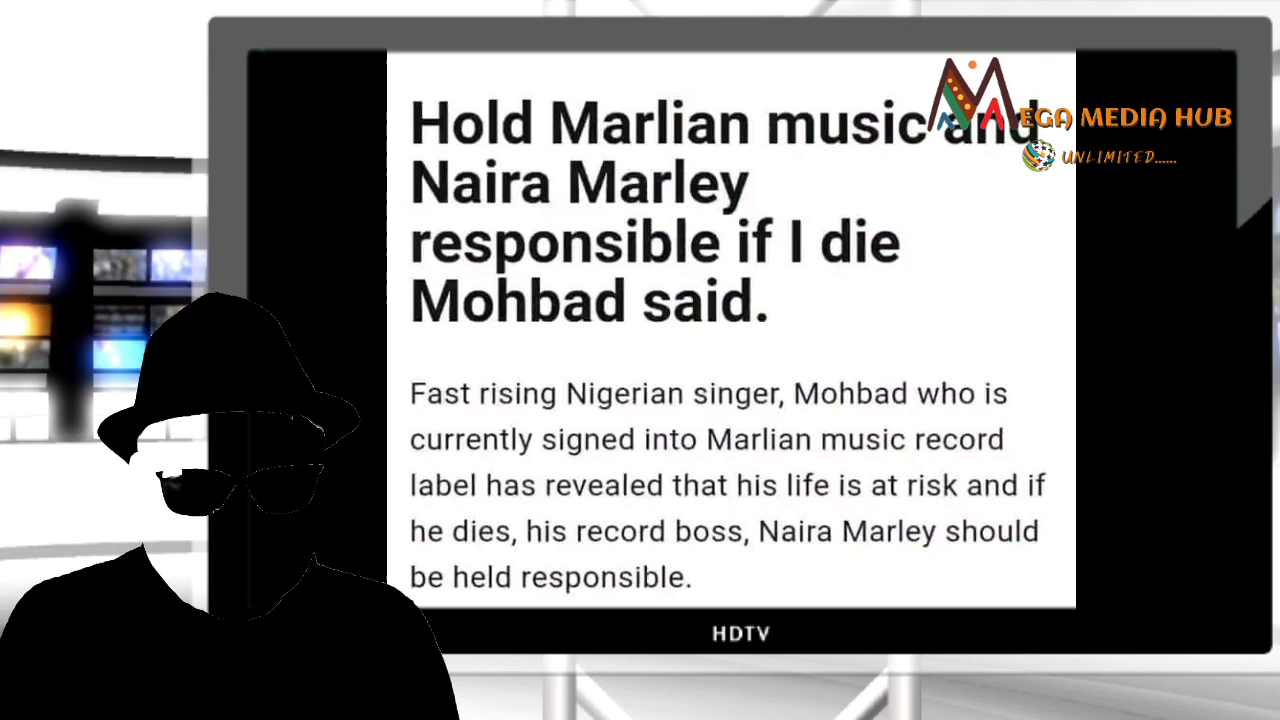 Hold Marlian music and
Naira Marley
responsible if I die
Mohbad said.
MEGA MEDIA HUB
UNLIMITED......
Fast rising Nigerian singer, Mohbad who is
currently signed into Marlian music record
label has revealed that his life is at risk and if
he dies, his record boss, Naira Marley should
be held responsible.
HDTV